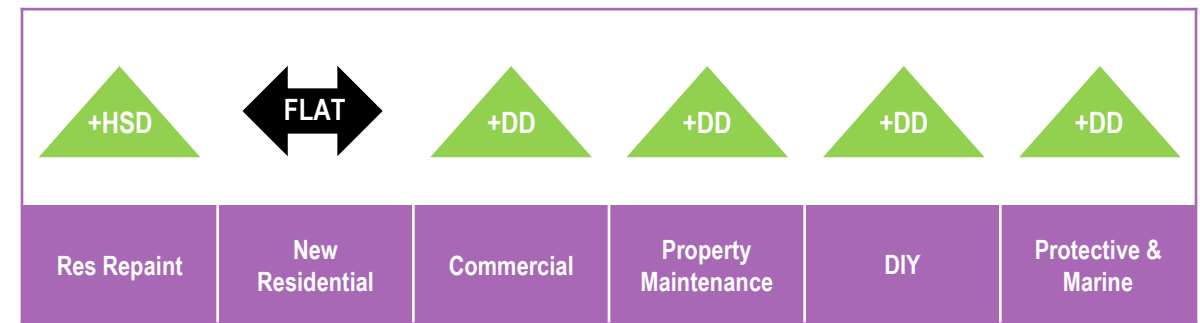 +HSD
FLAT
+DD
+DD
+DD
+DD
Res Repaint
New
Residential
Commercial
Property
Maintenance
DIY
Protective &
Marine